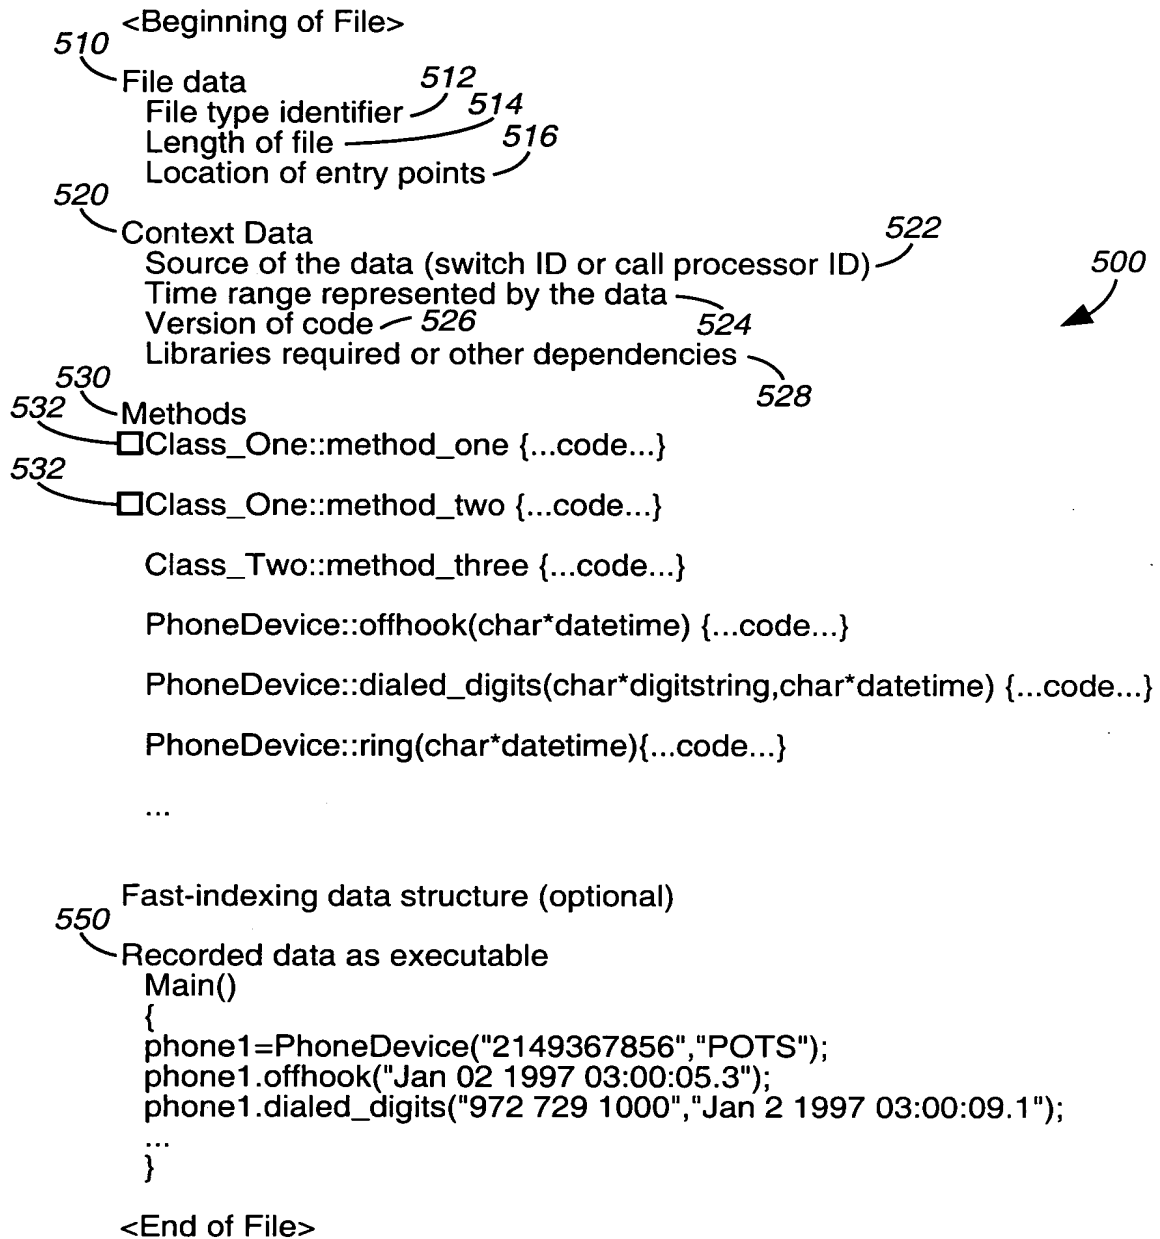 <Beginning of File>
510
File data 512
File type identifier 514
Length of file 516
Location of entry points
520
Context Data 522
Source of the data (switch ID or call processor ID) 500
Time range represented by the data
Version of code 526 524
Libraries required or other dependencies
530 528
532 Methods
Class_One::method_one {...code...}
532
Class_One::method_two {...code...}
Class_Two::method_three {...code...}
PhoneDevice::offhook(char*datetime) {...code...}
PhoneDevice::dialed_digits(char*digitstring,char*datetime) {...code...}
PhoneDevice::ring(char*datetime){...code...}
...
Fast-indexing data structure (optional)
550
Recorded data as executable
Main()
{
phone1=PhoneDevice("2149367856","POTS");
phone1.offhook("Jan 02 1997 03:00:05.3");
phone1.dialed_digits("972 729 1000","Jan 2 1997 03:00:09.1");
...
}
<End of File>